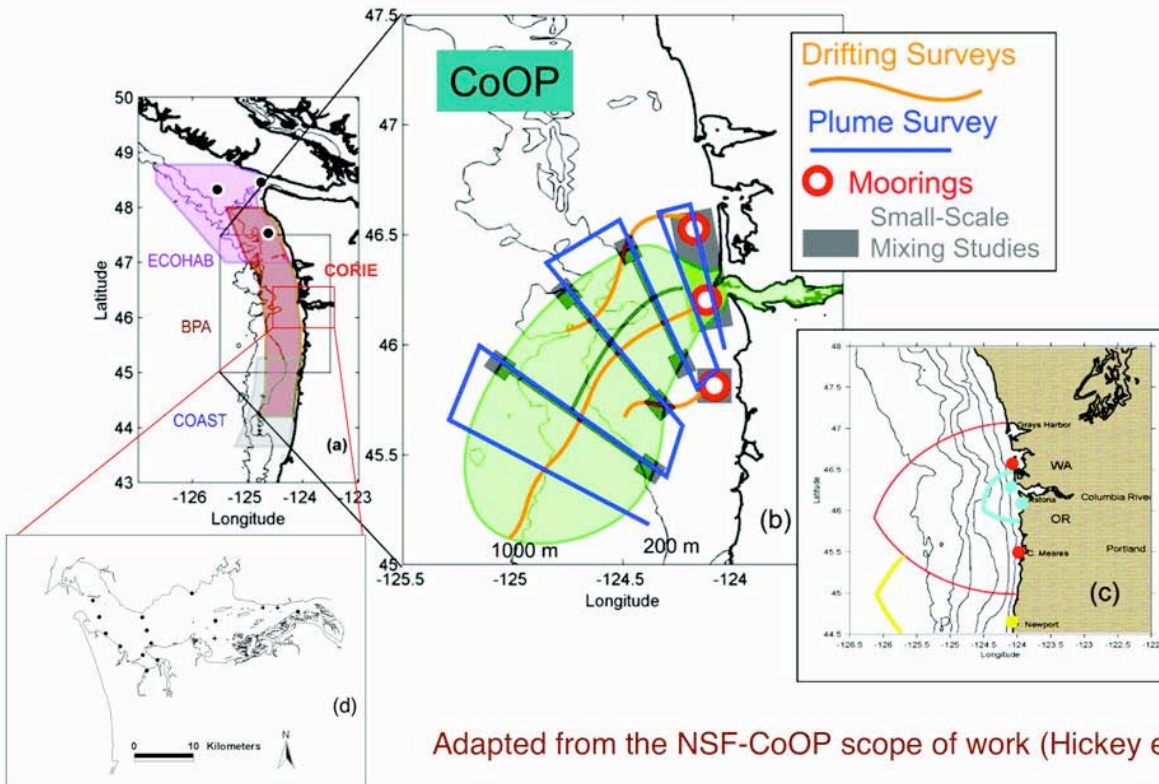 CoOP
Drifting Surveys
Plume Survey
Moorings
Small-Scale
Mixing Studies
47.5
47
46.5
46
45.5
45
-125.5
-125
-124.5
-124
Longitude
1000 m
200 m
(b)
50
49
48
47
46
45
44
43
Latitude
-126
-125
-124
-123
Longitude
ECOHAB
CORIE
BPA
COAST
(a)
48
47.5
47
46.5
46
45.5
45
44.5
Latitude
-126.5
-126
-125.5
-125
-124.5
-124
-123.5
-123
-122.5
-122
Longitude
Grays Harbor
WA
Columbia River
OR
Portland
C. Meares
Newport
(c)
(d)
0 10 Kilometers
N
Adapted from the NSF-CoOP scope of work (Hickey e